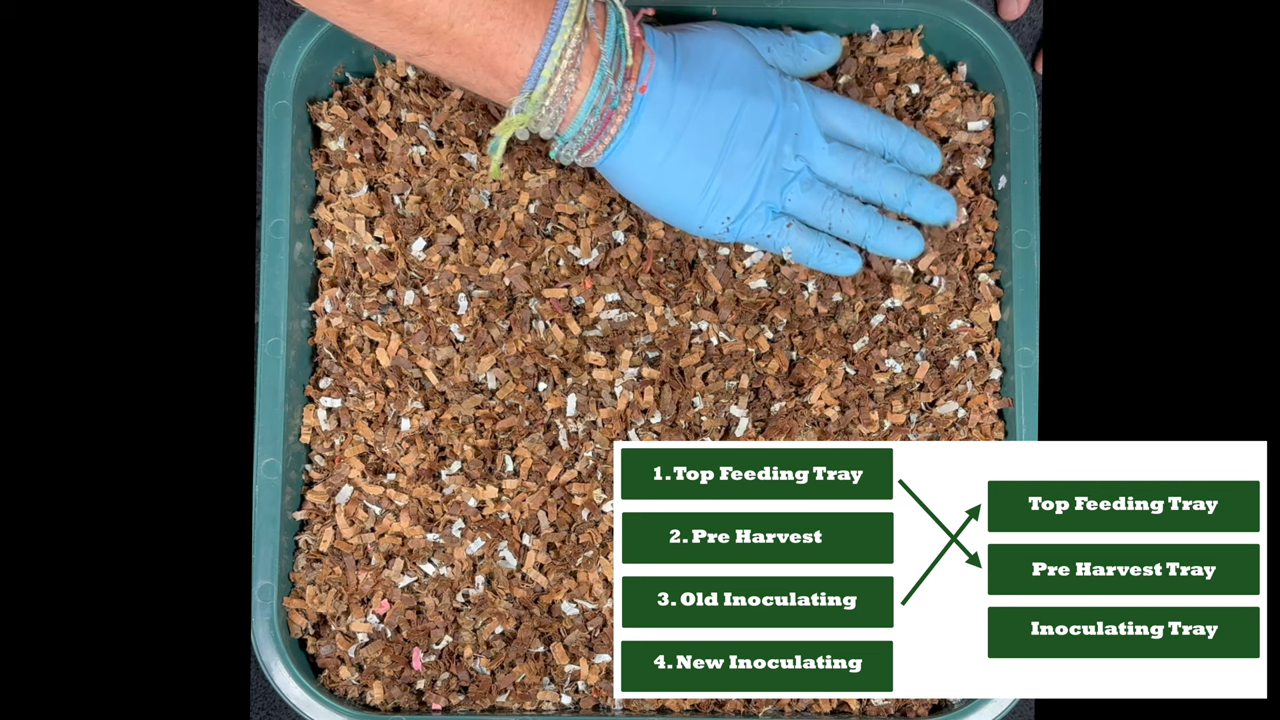 1. Top Feeding Tray
2. Pre Harvest
3. Old Inoculating
4. New Inoculating
Top Feeding Tray
Pre Harvest Tray
Inoculating Tray